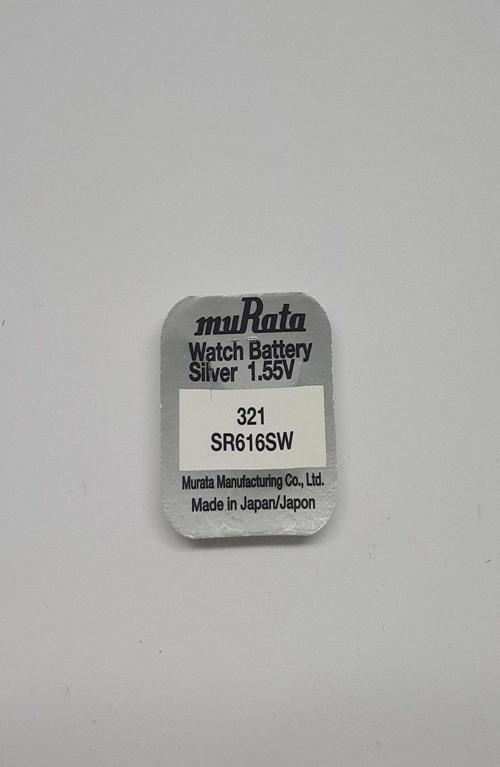 muRata
Watch Battery
Silver 1.55V
321
SR616SW
Murata Manufacturing Co., Ltd.
Made in Japan/Japon